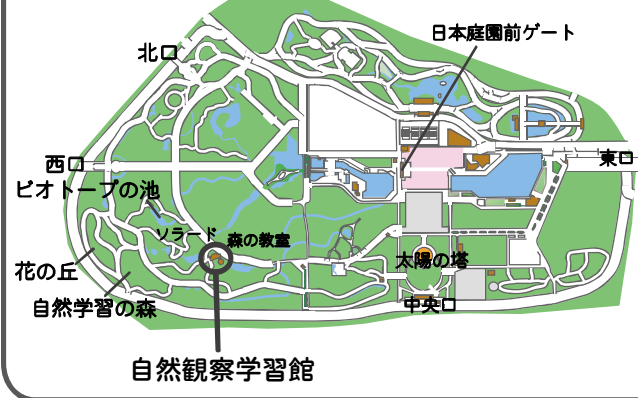 日本庭園前ゲート
北口
西口
東口
ビオトープの池
ソラード
森の教室
花の丘
太陽の塔
自然学習の森
中央口
自然観察学習館